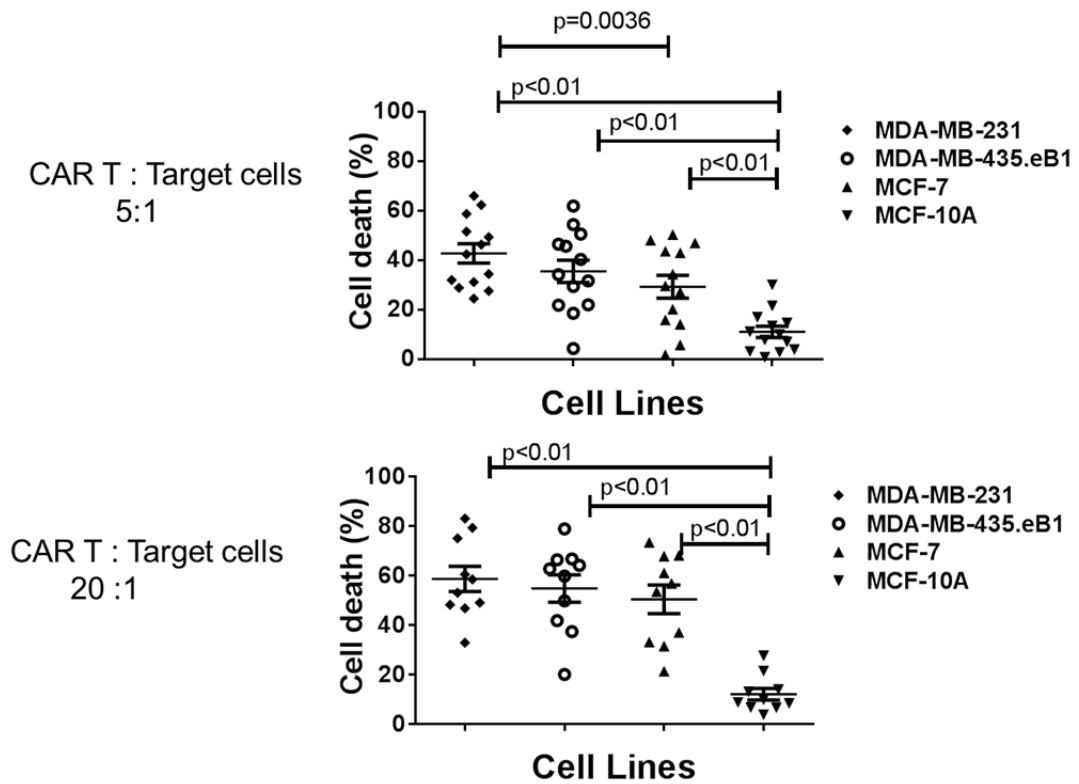 p=0.0036
p<0.01
p<0.01
p<0.01
100
80
60
40
20
0
Cell death (%)
CAR T : Target cells
5:1
MDA-MB-231
MDA-MB-435.eB1
MCF-7
MCF-10A
Cell Lines
p<0.01
p<0.01
p<0.01
100
80
60
40
20
0
Cell death (%)
CAR T : Target cells
20 :1
MDA-MB-231
MDA-MB-435.eB1
MCF-7
MCF-10A
Cell Lines